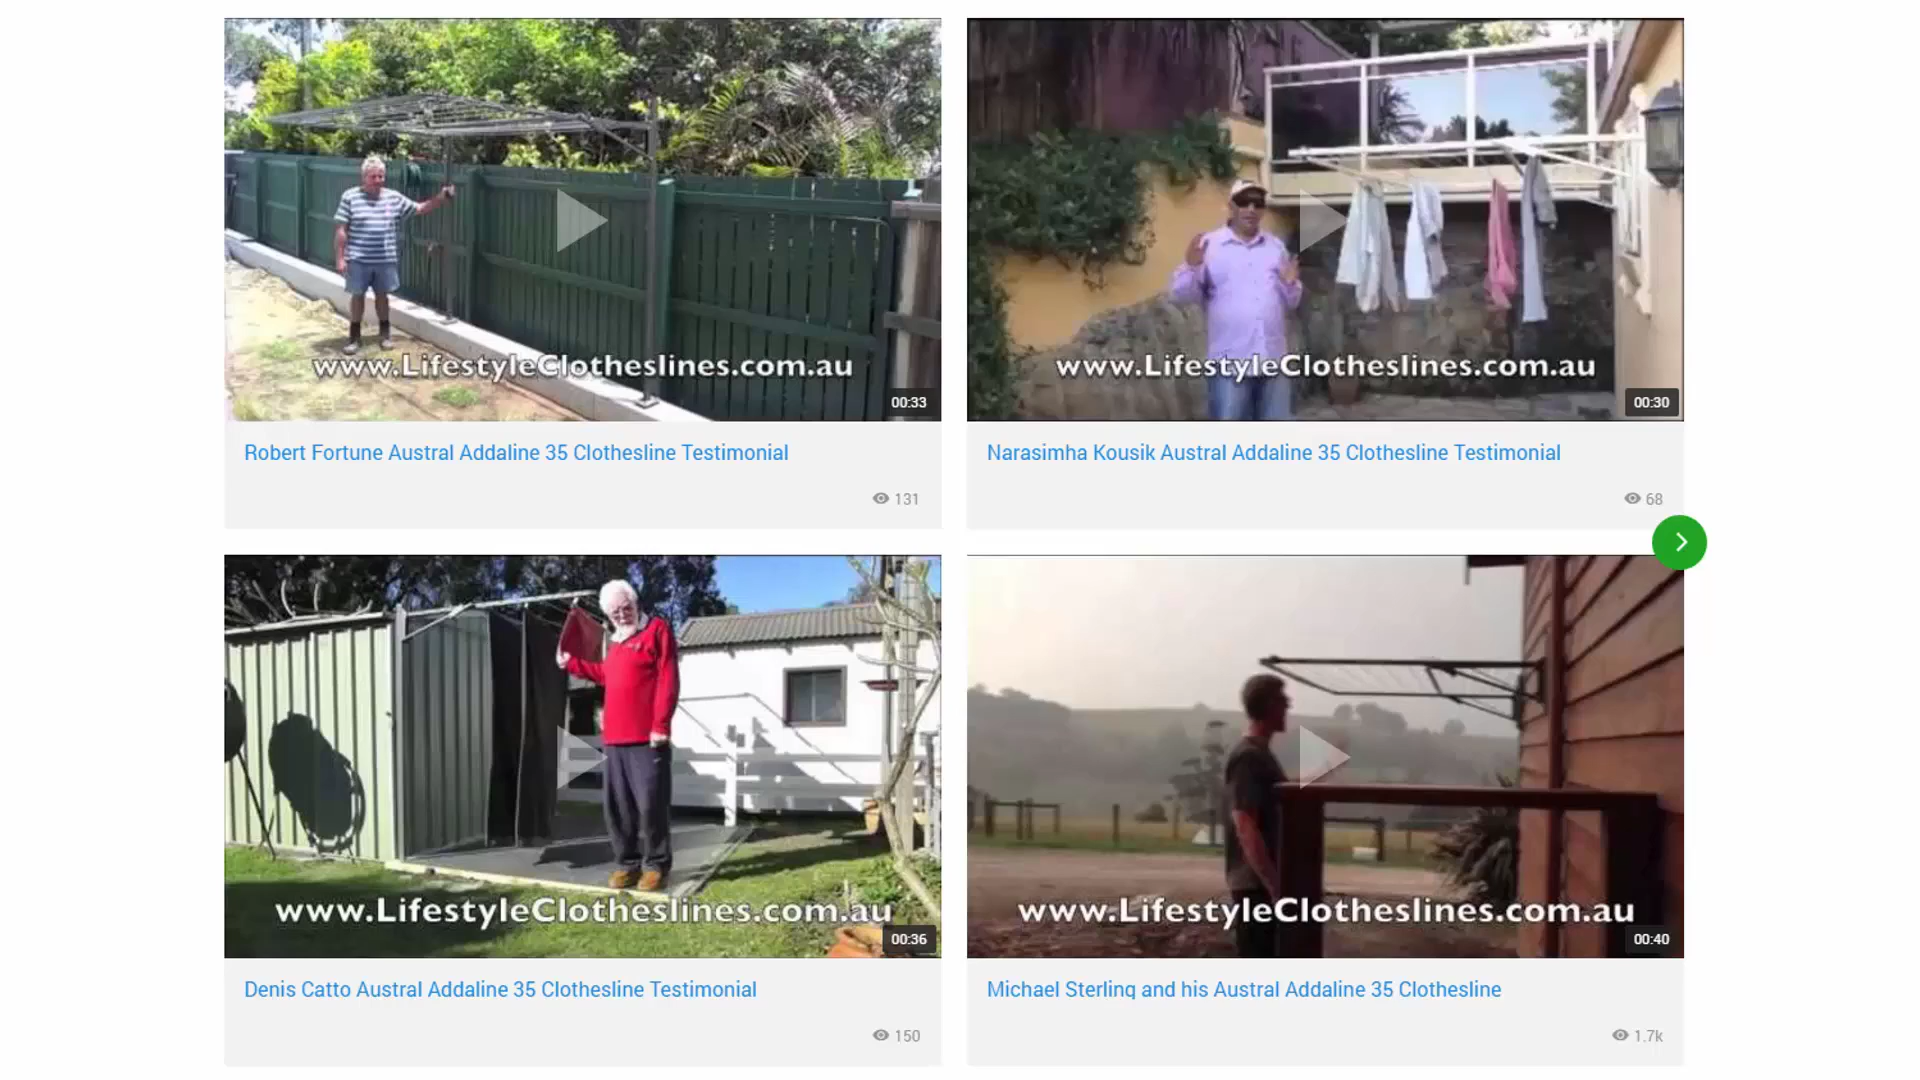 www.LifestyleClotheslines.com.au
00:33
Robert Fortune Austral Addaline 35 Clothesline Testimonial
131
www.LifestyleClotheslines.com.au
00:30
Narasimha Kousik Austral Addaline 35 Clothesline Testimonial
68
www.LifestyleClotheslines.com.au
00:36
Denis Catto Austral Addaline 35 Clothesline Testimonial
150
www.LifestyleClotheslines.com.au
00:40
Michael Sterling and his Austral Addaline 35 Clothesline
1.7k